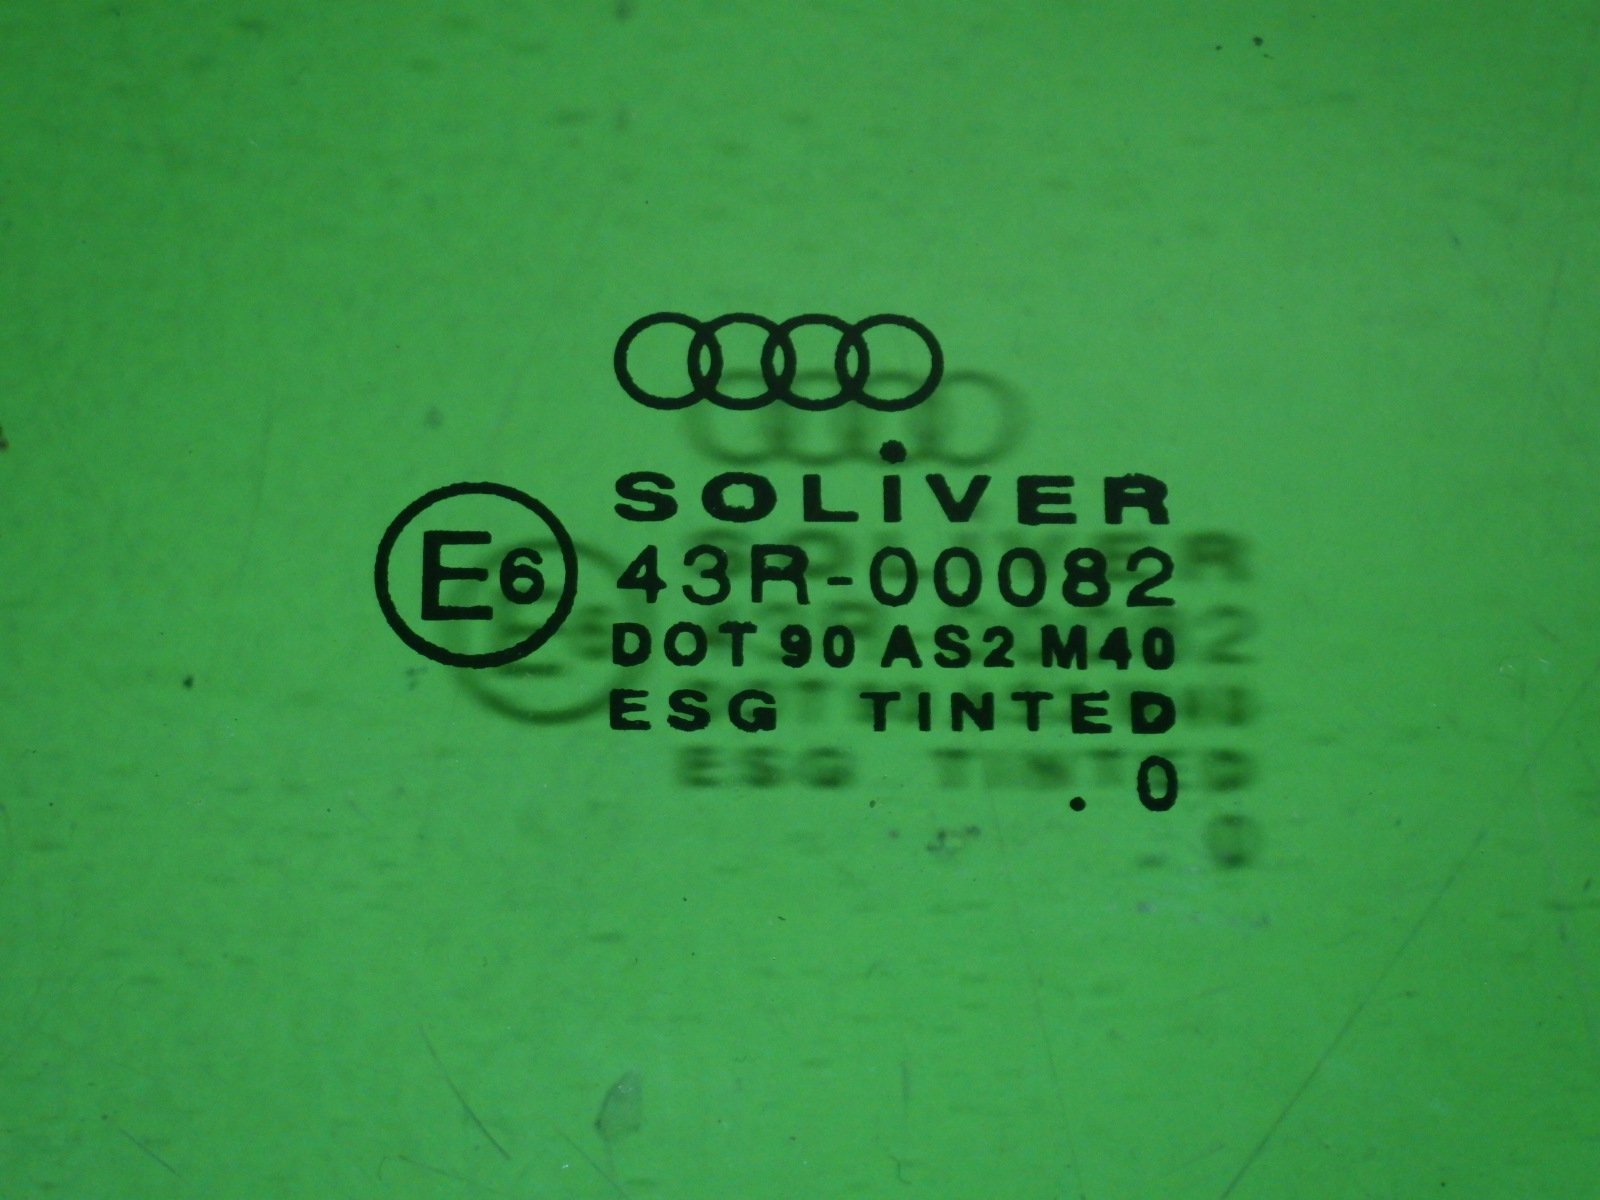 SOLiVER
E6 43R-00082
DOT 90 AS2 M40
ESG TINTED
. 0